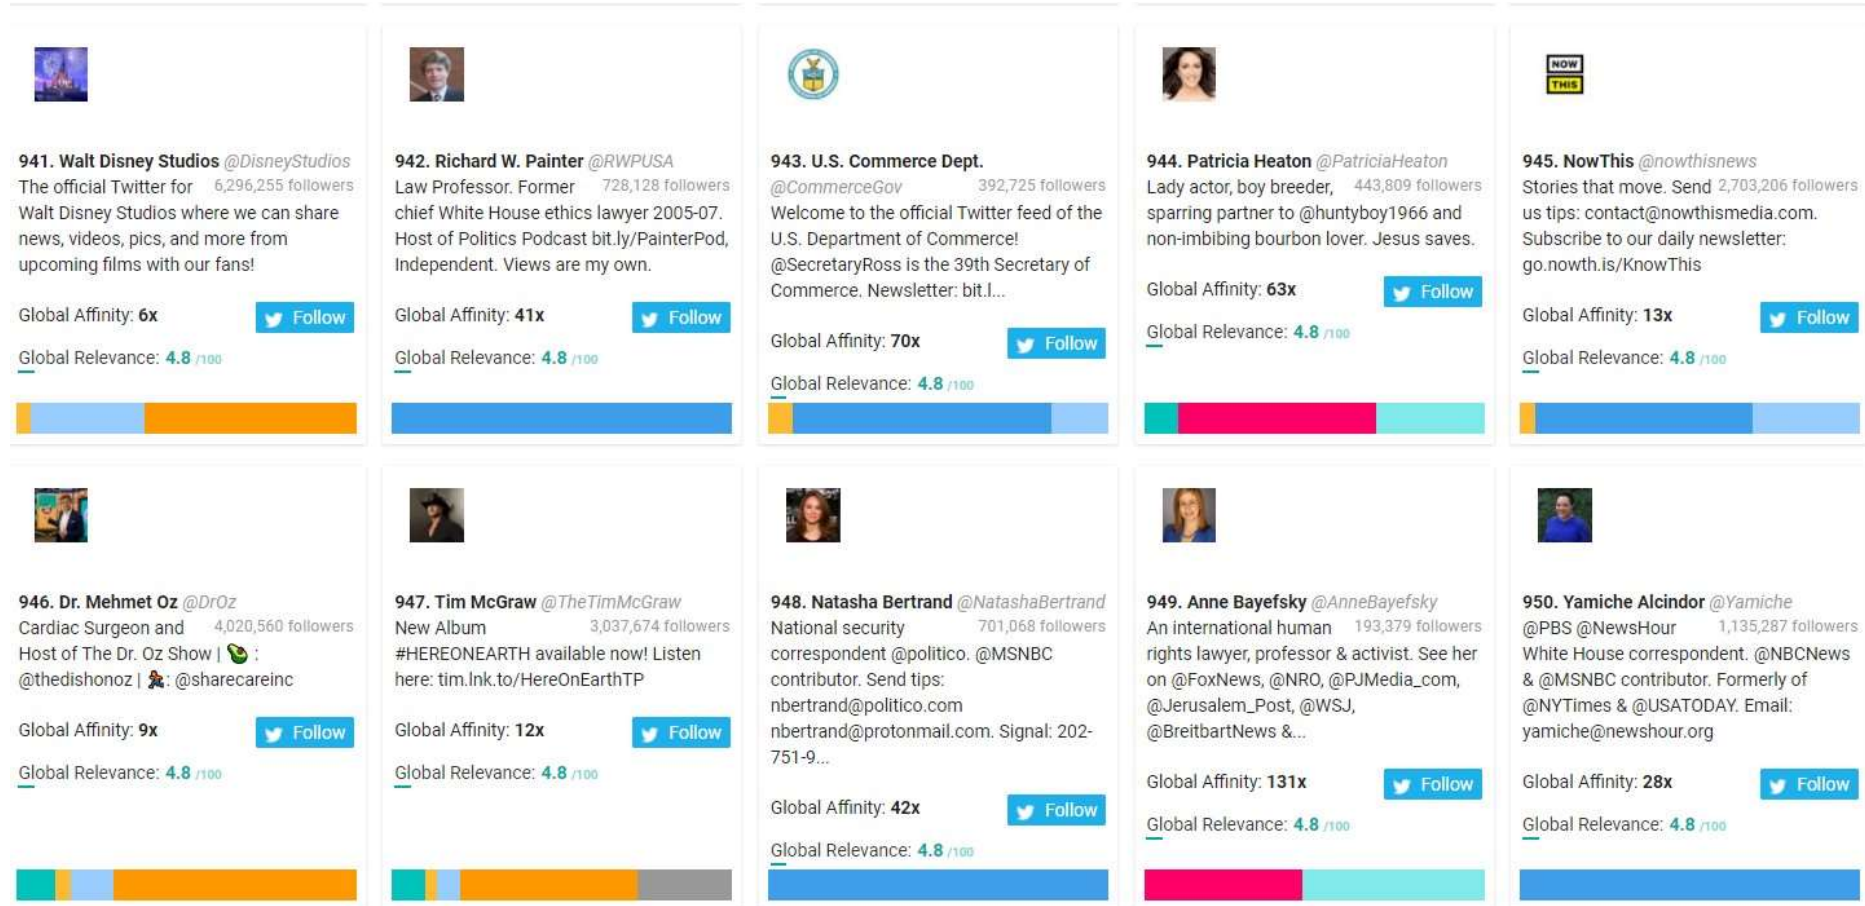 NOW
THIS
941. Walt Disney Studios @DisneyStudios
The official Twitter for 6,296,255 followers
Walt Disney Studios where we can share
news, videos, pics, and more from
upcoming films with our fans!
Global Affinity: 6x
Follow
Global Relevance: 4.8 /100
942. Richard W. Painter @RWPUSA
Law Professor. Former 728,128 followers
chief White House ethics lawyer 2005-07.
Host of Politics Podcast bit.ly/PainterPod,
Independent. Views are my own.
Global Affinity: 41x
Follow
Global Relevance: 4.8 /100
943. U.S. Commerce Dept.
@CommerceGov 392,725 followers
Welcome to the official Twitter feed of the
U.S. Department of Commerce!
@SecretaryRoss is the 39th Secretary of
Commerce. Newsletter: bit.l...
Global Affinity: 70x
Follow
Global Relevance: 4.8 /100
944. Patricia Heaton @PatriciaHeaton
Lady actor, boy breeder, 443,809 followers
sparring partner to @huntyboy1966 and
non-imbibing bourbon lover. Jesus saves.
Global Affinity: 63x
Follow
Global Relevance: 4.8 /100
945. NowThis @nowthisnews
Stories that move. Send 2,703,206 followers
us tips: contact@nowthismedia.com.
Subscribe to our daily newsletter:
go.nowth.is/KnowThis
Global Affinity: 13x
Follow
Global Relevance: 4.8 /100
946. Dr. Mehmet Oz @DrOz
Cardiac Surgeon and 4,020,560 followers
Host of The Dr. Oz Show | 🥑 :
@thedishonoz | 🏃: @sharecareinc
Global Affinity: 9x
Follow
Global Relevance: 4.8 /100
947. Tim McGraw @TheTimMcGraw
New Album 3,037,674 followers
#HEREONEARTH available now! Listen
here: tim.lnk.to/HereOnEarthTP
Global Affinity: 12x
Follow
Global Relevance: 4.8 /100
948. Natasha Bertrand @NatashaBertrand
National security 701,068 followers
correspondent @politico. @MSNBC
contributor. Send tips:
nbertrand@politico.com
nbertrand@protonmail.com. Signal: 202-
751-9...
Global Affinity: 42x
Follow
Global Relevance: 4.8 /100
949. Anne Bayefsky @AnneBayefsky
An international human 193,379 followers
rights lawyer, professor & activist. See her
on @FoxNews, @NRO, @PJMedia_com,
@Jerusalem_Post, @WSJ,
@BreitbartNews &...
Global Affinity: 131x
Follow
Global Relevance: 4.8 /100
950. Yamiche Alcindor @Yamiche
@PBS @NewsHour 1,135,287 followers
White House correspondent. @NBCNews
& @MSNBC contributor. Formerly of
@NYTimes & @USATODAY. Email:
yamiche@newshour.org
Global Affinity: 28x
Follow
Global Relevance: 4.8 /100